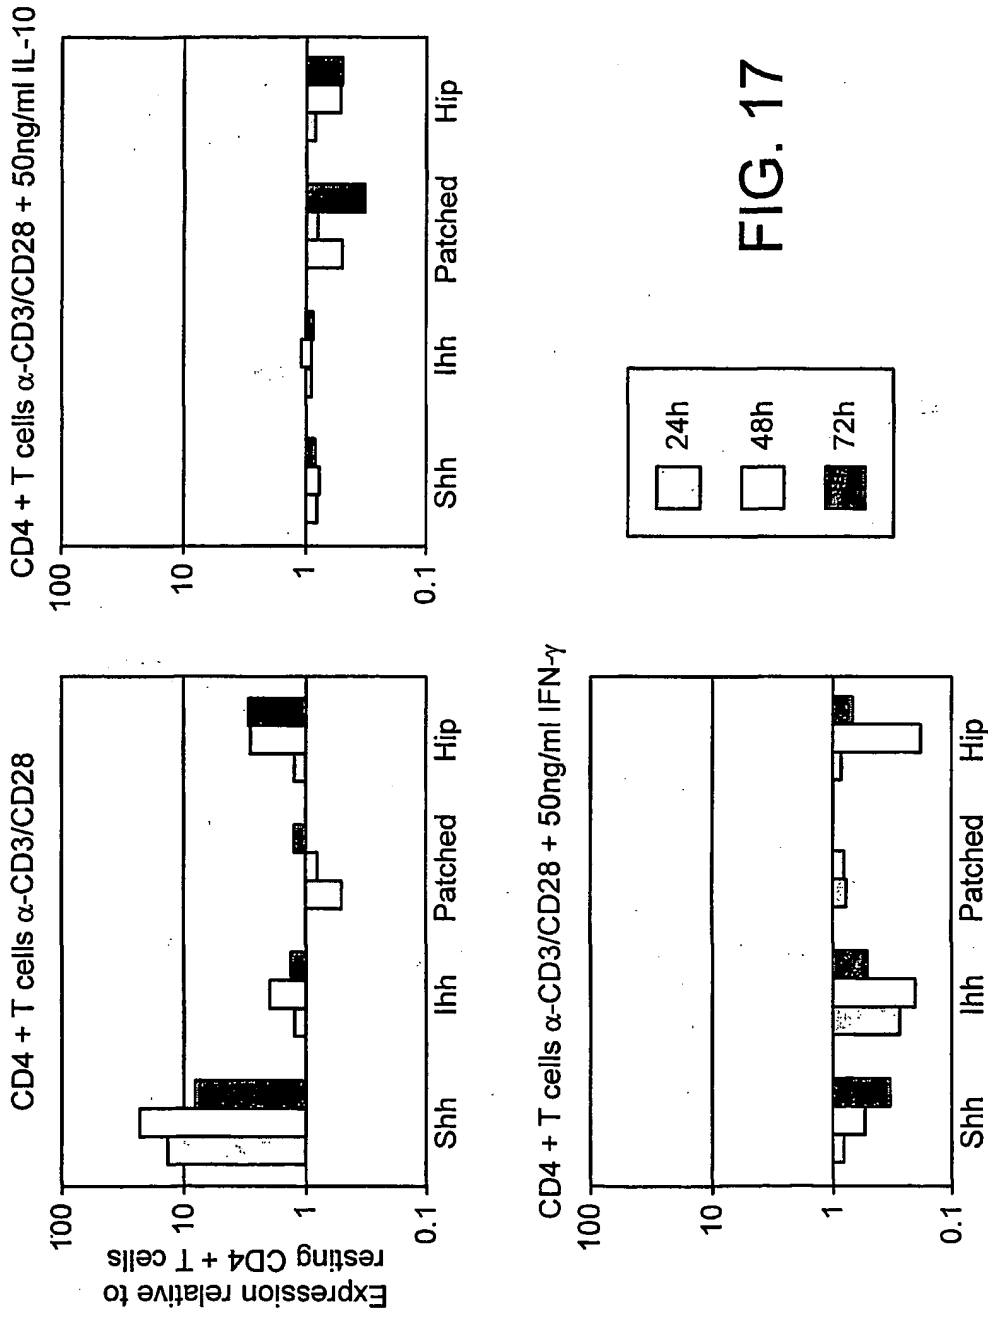 CD4 + T cells α-CD3/CD28
Expression relative to
resting CD4 + T cells
100
10
1
0.1
Shh
Ihh
Patched
Hip
CD4 + T cells α-CD3/CD28 + 50ng/ml IL-10
100
10
1
0.1
Shh
Ihh
Patched
Hip
CD4 + T cells α-CD3/CD28 + 50ng/ml IFN-γ
100
10
1
0.1
Shh
Ihh
Patched
Hip
24h
48h
72h
FIG. 17